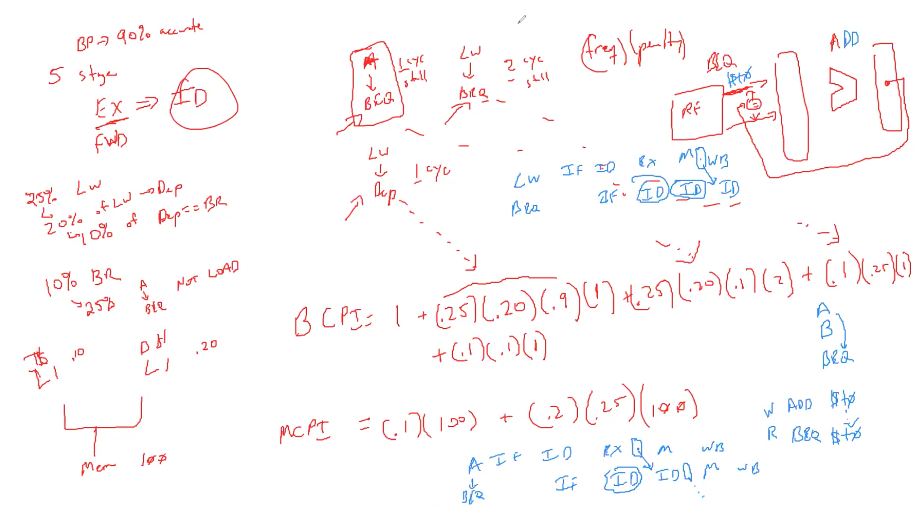 BP → 90% accurate
5 stage
EX ⇒ ID
FWD
25% LW
↳ 20% of LW → Dep
↳ 10% of Dep == BR
10% BR
→ 25%
A
↓
BEQ
NOT LOAD
L1 .10
L1 .20
Mem 100
A
↓
BEQ
1 cyc
stall
LW
↓
BEQ
2 cyc
stall
LW
↓
Dep
1 cyc
(freq)(penlty)
BEQ
$t0
RF
ADD
LW IF ID EX M WB
BEQ IF ID ID ID
BCPI = 1 + (.25)(.20)(.9)(1) + (.25)(.20)(.1)(2) + (.1)(.25)(1)
+ (.1)(.1)(1)
A
B
BEQ
MCPI = (.1)(100) + (.2)(.25)(100)
W ADD $t0
R BEQ $t0
A IF ID EX M WB
↓
BEQ IF ID ID M WB